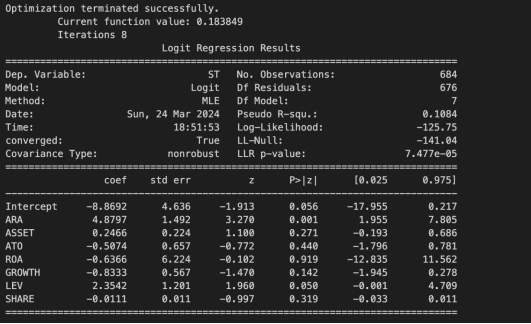 Optimization terminated successfully.
Current function value: 0.183849
Iterations 8
Logit Regression Results
==============================================================================
Dep. Variable: ST No. Observations: 684
Model: Logit Df Residuals: 676
Method: MLE Df Model: 7
Date: Sun, 24 Mar 2024 Pseudo R-squ.: 0.1084
Time: 18:51:53 Log-Likelihood: -125.75
converged: True LL-Null: -141.04
Covariance Type: nonrobust LLR p-value: 7.477e-05
==============================================================================
coef std err z P>|z| [0.025 0.975]
------------------------------------------------------------------------------
Intercept -8.8692 4.636 -1.913 0.056 -17.955 0.217
ARA 4.8797 1.492 3.270 0.001 1.955 7.805
ASSET 0.2466 0.224 1.100 0.271 -0.193 0.686
ATO -0.5074 0.657 -0.772 0.440 -1.796 0.781
ROA -0.6366 6.224 -0.102 0.919 -12.835 11.562
GROWTH -0.8333 0.567 -1.470 0.142 -1.945 0.278
LEV 2.3542 1.201 1.960 0.050 -0.001 4.709
SHARE -0.0111 0.011 -0.997 0.319 -0.033 0.011
==============================================================================